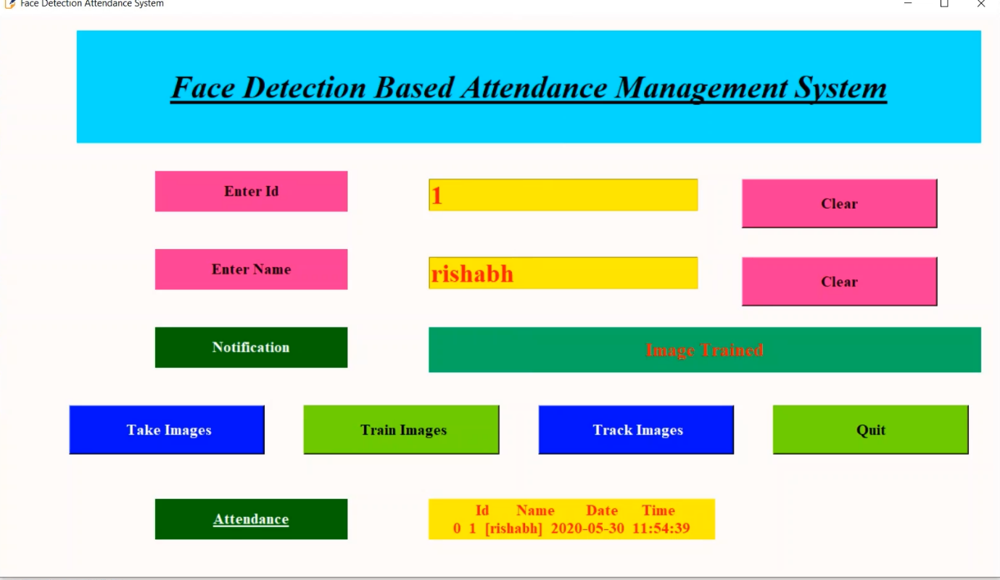 Face Detection Attendance System
Face Detection Based Attendance Management System
Enter Id
1
Clear
Enter Name
rishabh
Clear
Notification
Image Trained
Take Images
Train Images
Track Images
Quit
Attendance
Id Name Date Time
0 1 [rishabh] 2020-05-30 11:54:39